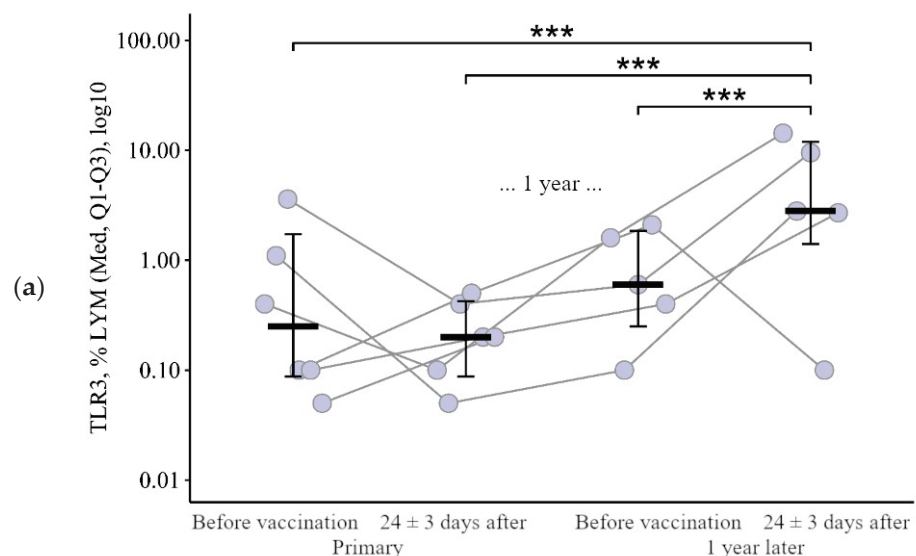 ***
***
***
... 1 year ...
TLR3, % LYM (Med, Q1-Q3), log10
100.00
10.00
1.00
0.10
0.01
(a)
Before vaccination 24 ± 3 days after Before vaccination 24 ± 3 days after
Primary 1 year later